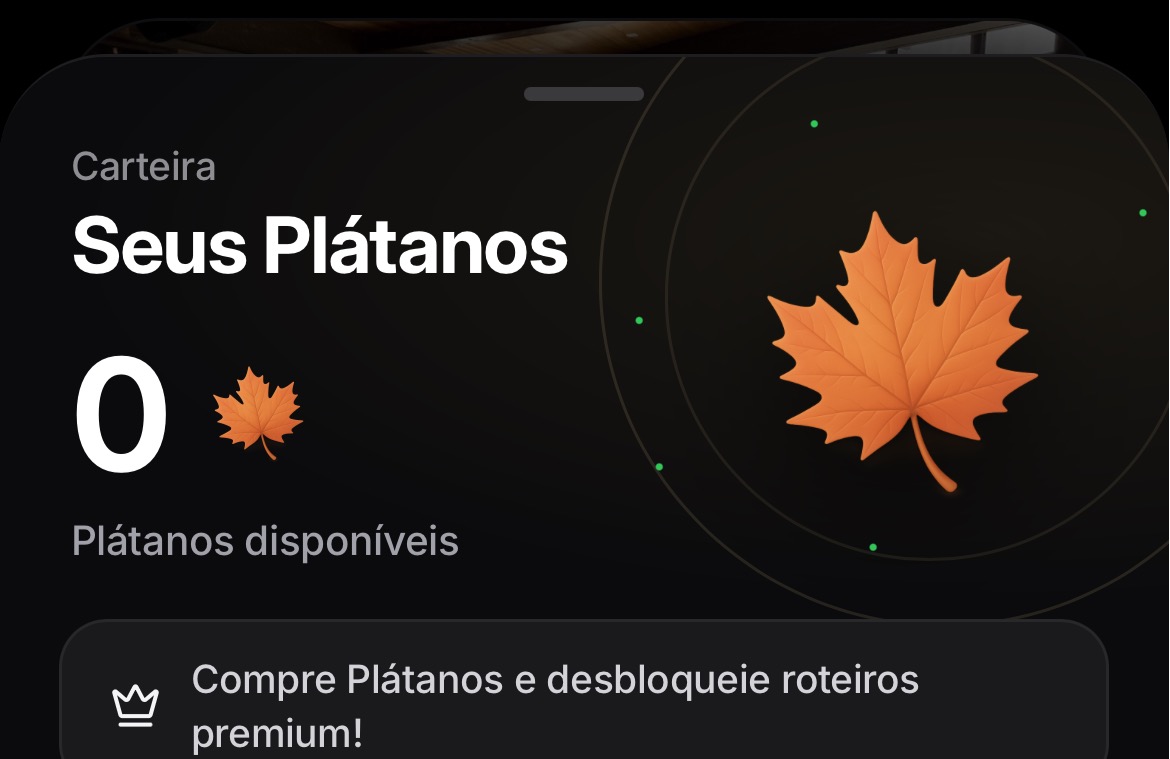 Carteira
Seus Plátanos
0
Plátanos disponíveis
Compre Plátanos e desbloqueie roteiros
premium!